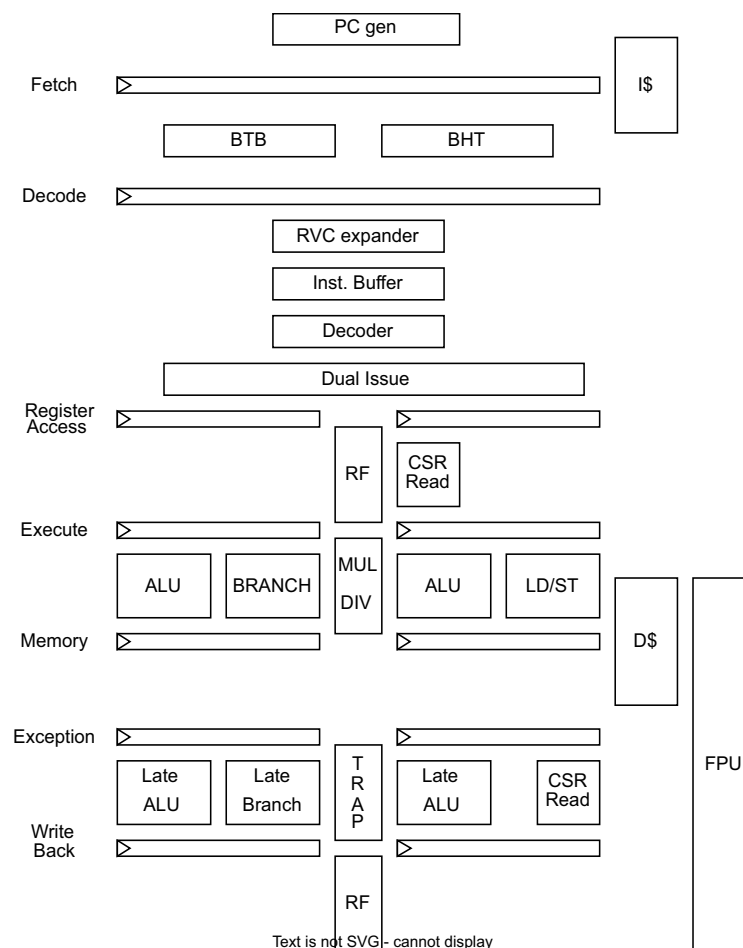 PC gen
Fetch
I$
BTB
BHT
Decode
RVC expander
Inst. Buffer
Decoder
Dual Issue
Register
Access
RF
CSR
Read
Execute
ALU
BRANCH
MUL
DIV
ALU
LD/ST
Memory
D$
Exception
FPU
Late
ALU
Late
Branch
T
R
A
P
Late
ALU
CSR
Read
Write
Back
RF
Text is not SVG - cannot display